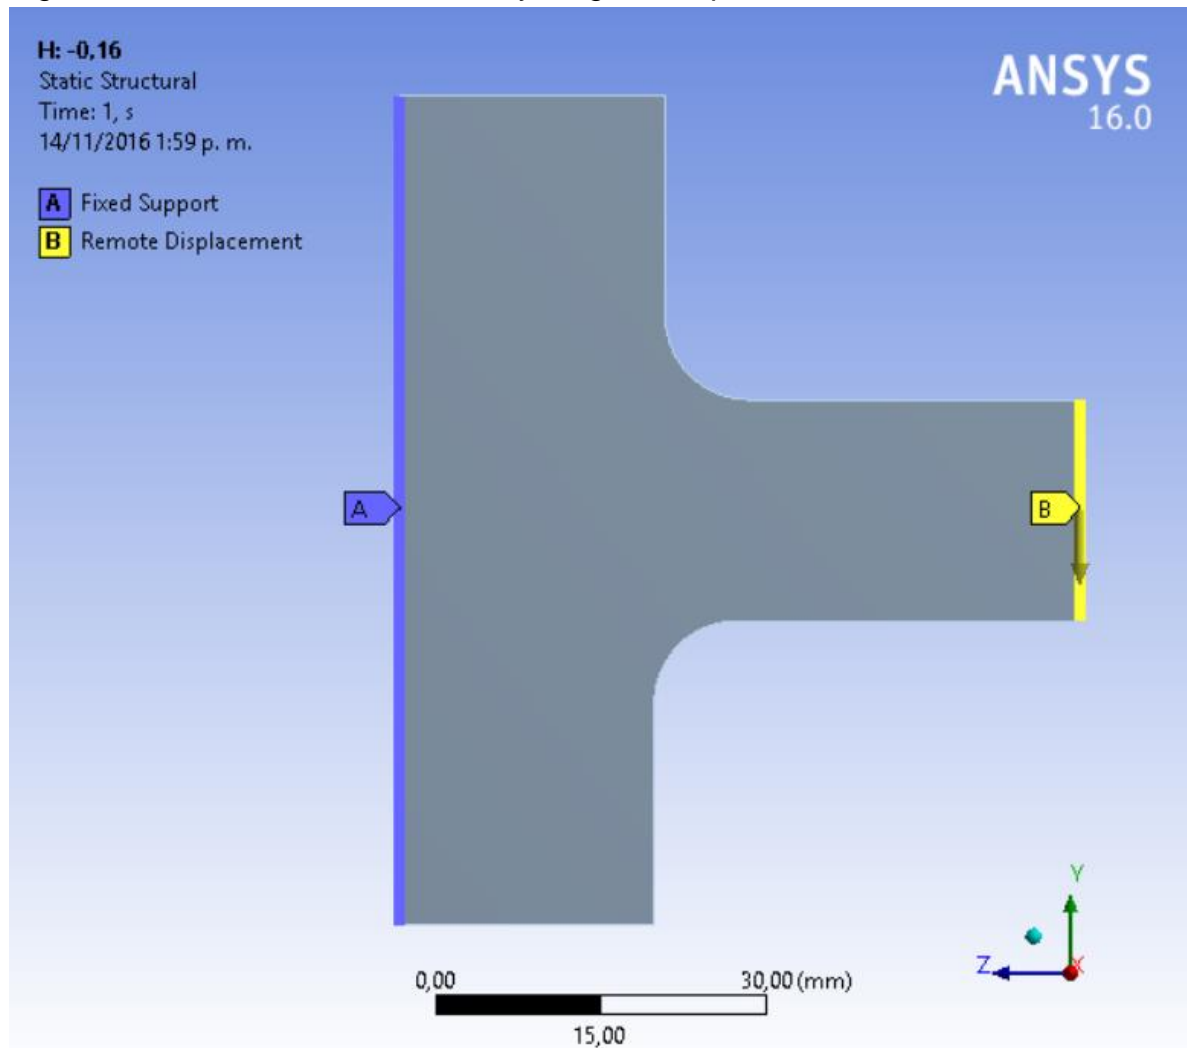 H: -0,16
Static Structural
Time: 1, s
14/11/2016 1:59 p. m.
A Fixed Support
B Remote Displacement
ANSYS
16.0
A
B
Y
Z
X
0,00
30,00 (mm)
15,00